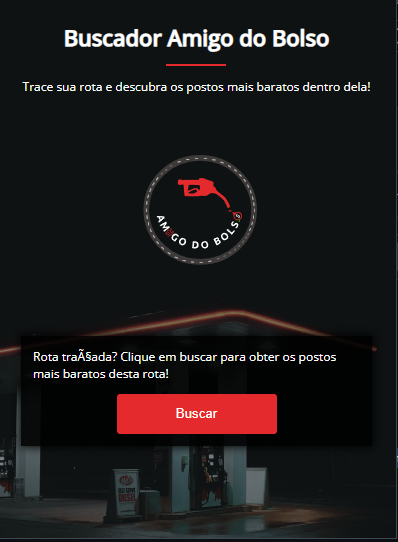 Buscador Amigo do Bolso
Trace sua rota e descubra os postos mais baratos dentro dela!
AMIGO DO BOLSO
Rota traÃ§ada? Clique em buscar para obter os postos
mais baratos desta rota!
Buscar
DIESEL